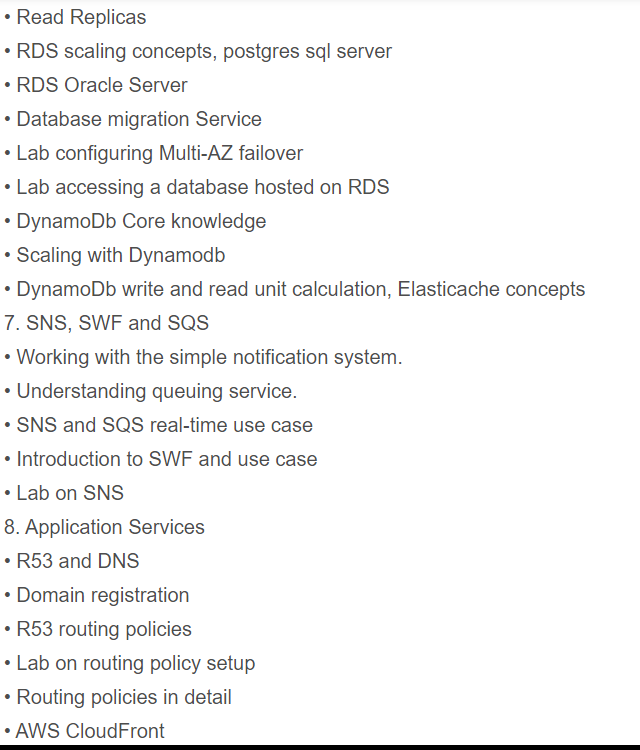 • Read Replicas
• RDS scaling concepts, postgres sql server
• RDS Oracle Server
• Database migration Service
• Lab configuring Multi-AZ failover
• Lab accessing a database hosted on RDS
• DynamoDb Core knowledge
• Scaling with Dynamodb
• DynamoDb write and read unit calculation, Elasticache concepts
7. SNS, SWF and SQS
• Working with the simple notification system.
• Understanding queuing service.
• SNS and SQS real-time use case
• Introduction to SWF and use case
• Lab on SNS
8. Application Services
• R53 and DNS
• Domain registration
• R53 routing policies
• Lab on routing policy setup
• Routing policies in detail
• AWS CloudFront